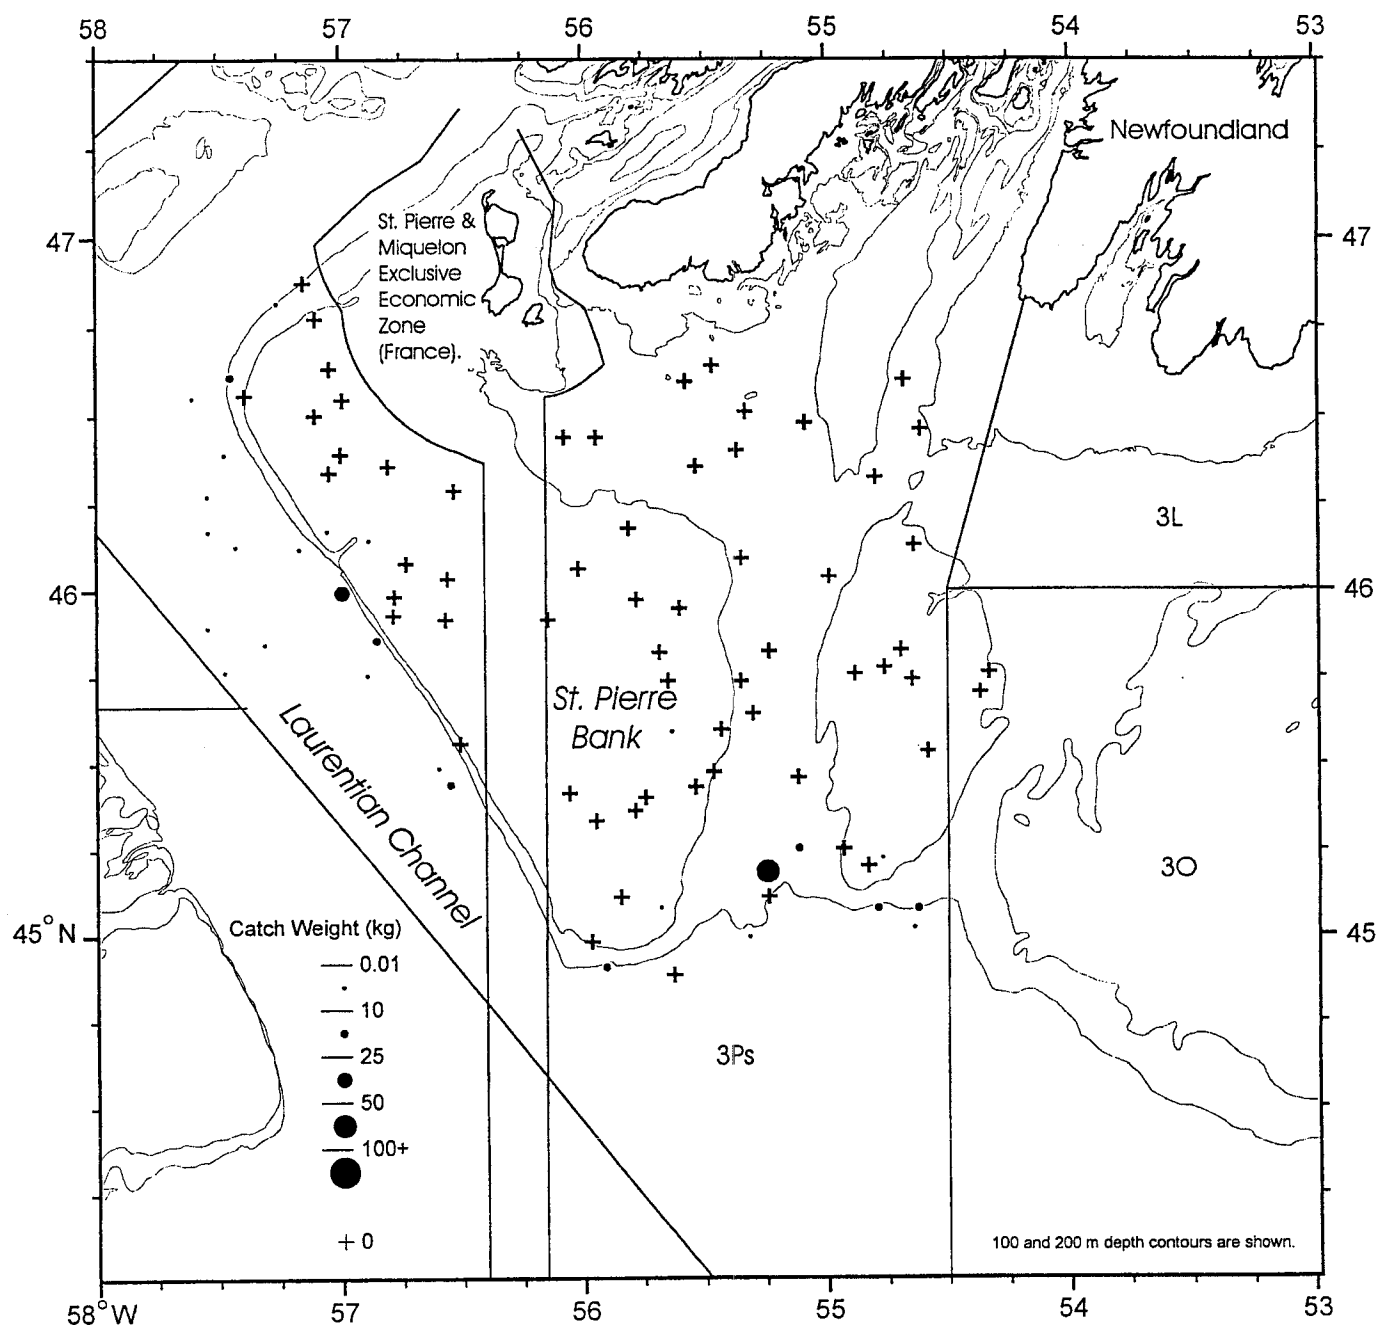 58 57 56 55 54 53
Newfoundland
St. Pierre &
Miquelon
Exclusive
Economic
Zone
(France).
47 47
3L
46 46
St. Pierre
Bank
Laurentian Channel
3O
45° N 45
Catch Weight (kg)
0.01
10
25
50
100+
+ 0
3Ps
100 and 200 m depth contours are shown.
58° W 57 56 55 54 53